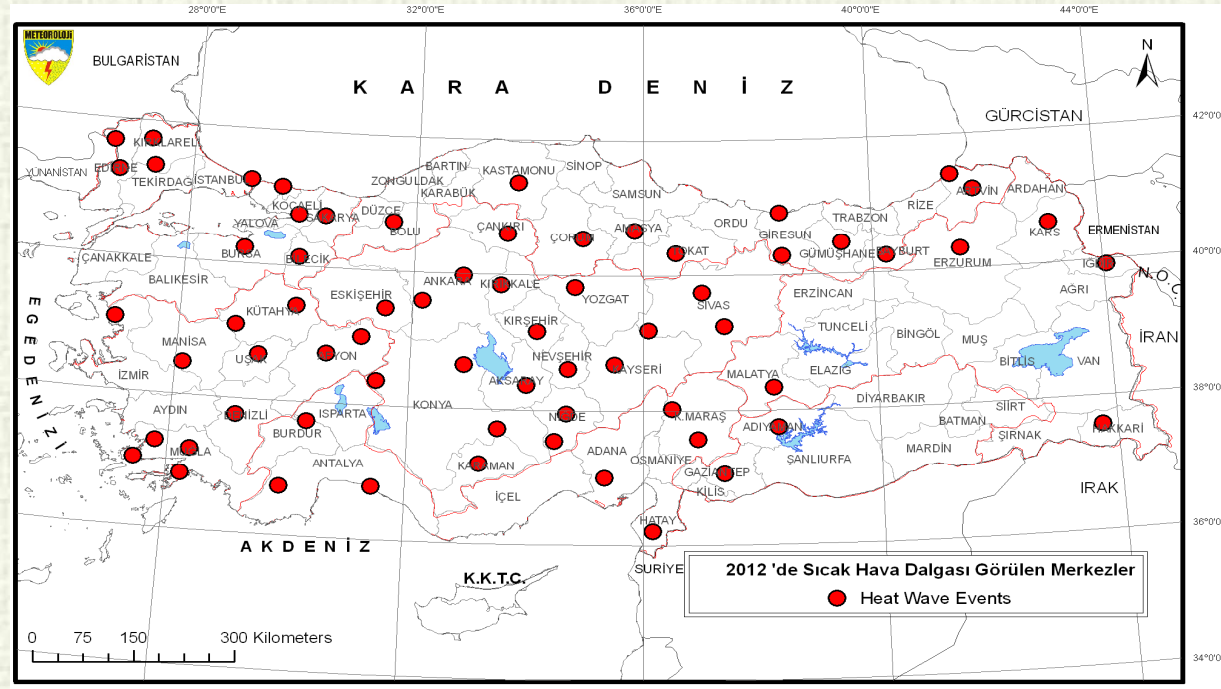 28°0'0"E 32°0'0"E 36°0'0"E 40°0'0"E 44°0'0"E
METEOROLOJİ
BULGARİSTAN
N
K A R A D E N İ Z
GÜRCİSTAN
42°0'0
KIRKLARELİ
EDİRNE
YUNANİSTAN
TEKİRDAĞ
İSTANBUL
BARTIN
ZONGULDAK
KARABÜK
KASTAMONU
SİNOP
SAMSUN
KOCAELİ
SAKARYA
YALOVA
DÜZCE
BOLU
ÇANKIRI
ÇORUM
AMASYA
ORDU
GİRESUN
TRABZON
RİZE
ARTVİN
ARDAHAN
KARS
ERMENİSTAN
ÇANAKKALE
BURSA
BİLECİK
BALIKESİR
TOKAT
GÜMÜŞHANE
BAYBURT
ERZURUM
IĞDIR
40°0'0
N.Ö.C.
ESKİŞEHİR
ANKARA
KIRIKKALE
YOZGAT
SİVAS
ERZİNCAN
AĞRI
E G E D E N İ Z İ
KÜTAHYA
KIRŞEHİR
TUNCELİ
BİNGÖL
MUŞ
İRAN
MANİSA
UŞAK
AFYON
NEVŞEHİR
KAYSERİ
MALATYA
ELAZIĞ
BİTLİS
VAN
İZMİR
AKSARAY
38°0'0
AYDIN
DENİZLİ
ISPARTA
KONYA
NİĞDE
K.MARAŞ
ADIYAMAN
DİYARBAKIR
BATMAN
SİİRT
BURDUR
MUĞLA
ŞIRNAK
HAKKARİ
ANTALYA
KARAMAN
ADANA
OSMANİYE
GAZİANTEP
ŞANLIURFA
MARDİN
İÇEL
KİLİS
IRAK
HATAY
36°0'0
A K D E N İ Z
K.K.T.C.
SURİYE
2012 'de Sıcak Hava Dalgası Görülen Merkezler
Heat Wave Events
0 75 150 300 Kilometers
34°0'0